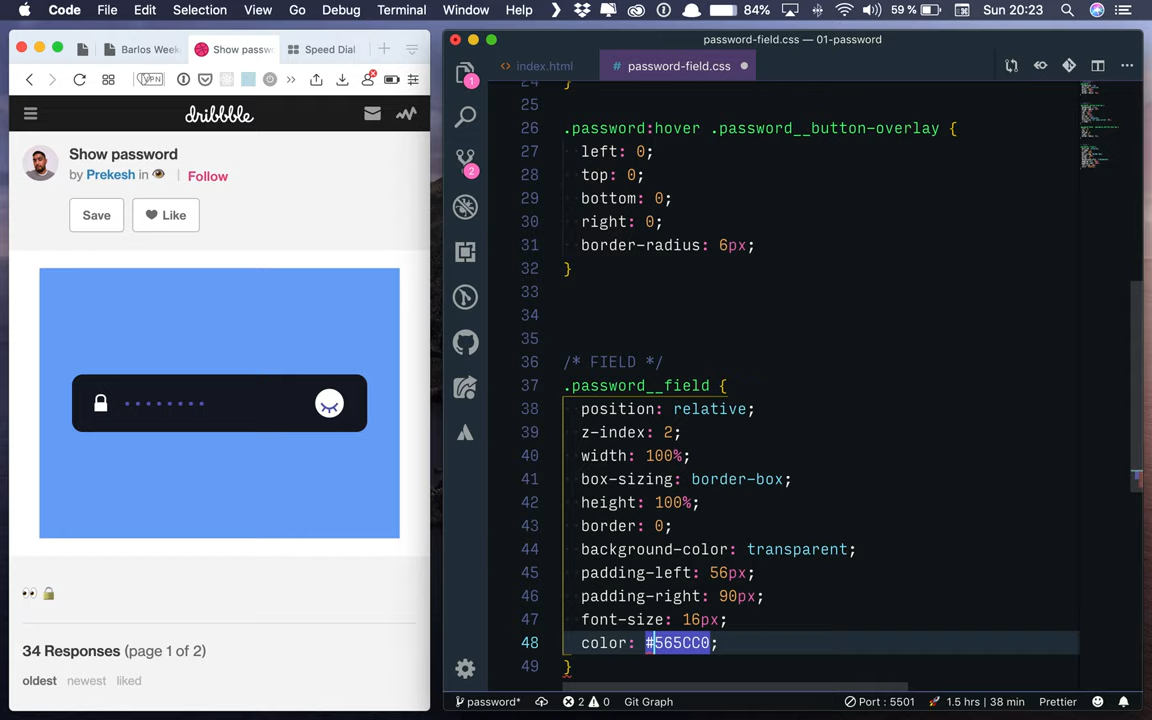 Code File Edit Selection View Go Debug Terminal Window Help 84% 59 % Sun 20:23
Barlos Week
Show passw
Speed Dial
VPN
dribbble
Show password
by Prekesh in
Follow
Save
Like
34 Responses (page 1 of 2)
oldest newest liked
password-field.css — 01-password
<> index.html
# password-field.css
1
2
24 }
25
26 .password:hover .password__button-overlay {
27 left: 0;
28 top: 0;
29 bottom: 0;
30 right: 0;
31 border-radius: 6px;
32 }
33
34
35
36 /* FIELD */
37 .password__field {
38 position: relative;
39 z-index: 2;
40 width: 100%;
41 box-sizing: border-box;
42 height: 100%;
43 border: 0;
44 background-color: transparent;
45 padding-left: 56px;
46 padding-right: 90px;
47 font-size: 16px;
48 color: #565CC0;
49 }
password* 2 0 Git Graph Port : 5501 1.5 hrs | 38 min Prettier